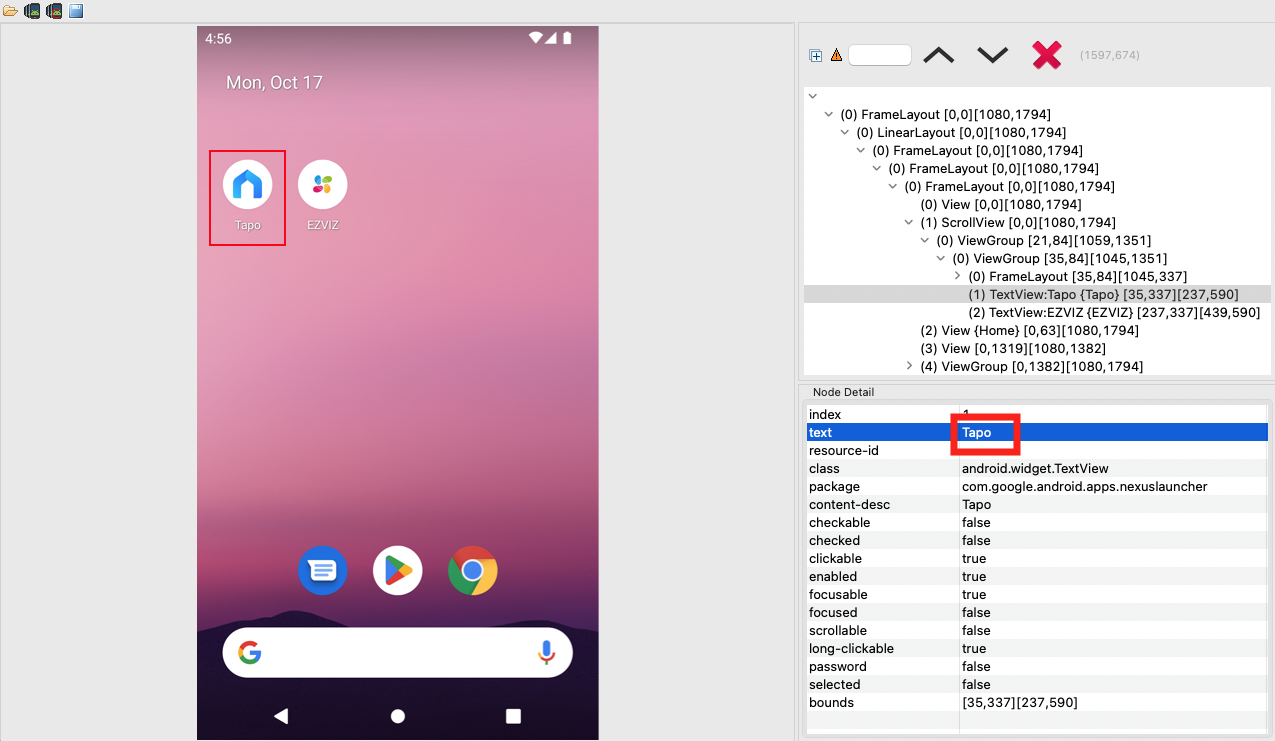 4:56
Mon, Oct 17
Tapo
EZVIZ
(1597,674)
(0) FrameLayout [0,0][1080,1794]
(0) LinearLayout [0,0][1080,1794]
(0) FrameLayout [0,0][1080,1794]
(0) FrameLayout [0,0][1080,1794]
(0) FrameLayout [0,0][1080,1794]
(0) View [0,0][1080,1794]
(1) ScrollView [0,0][1080,1794]
(0) ViewGroup [21,84][1059,1351]
(0) ViewGroup [35,84][1045,1351]
(0) FrameLayout [35,84][1045,337]
(1) TextView:Tapo {Tapo} [35,337][237,590]
(2) TextView:EZVIZ {EZVIZ} [237,337][439,590]
(2) View {Home} [0,63][1080,1794]
(3) View [0,1319][1080,1382]
(4) ViewGroup [0,1382][1080,1794]
Node Detail
index 1
text Tapo
resource-id
class android.widget.TextView
package com.google.android.apps.nexuslauncher
content-desc Tapo
checkable false
checked false
clickable true
enabled true
focusable true
focused false
scrollable false
long-clickable true
password false
selected false
bounds [35,337][237,590]